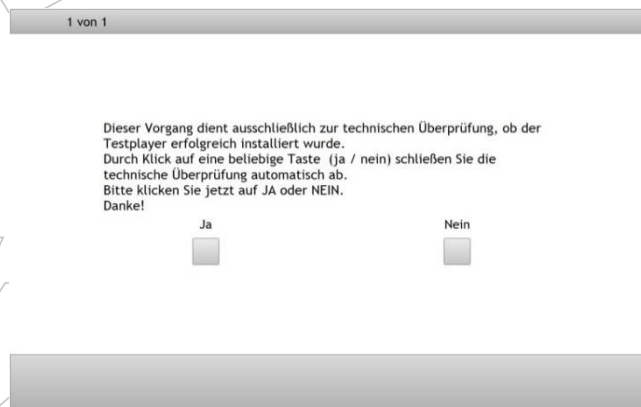 1 von 1
Dieser Vorgang dient ausschließlich zur technischen Überprüfung, ob der
Testplayer erfolgreich installiert wurde.
Durch Klick auf eine beliebige Taste (ja / nein) schließen Sie die
technische Überprüfung automatisch ab.
Bitte klicken Sie jetzt auf JA oder NEIN.
Danke!
Ja Nein